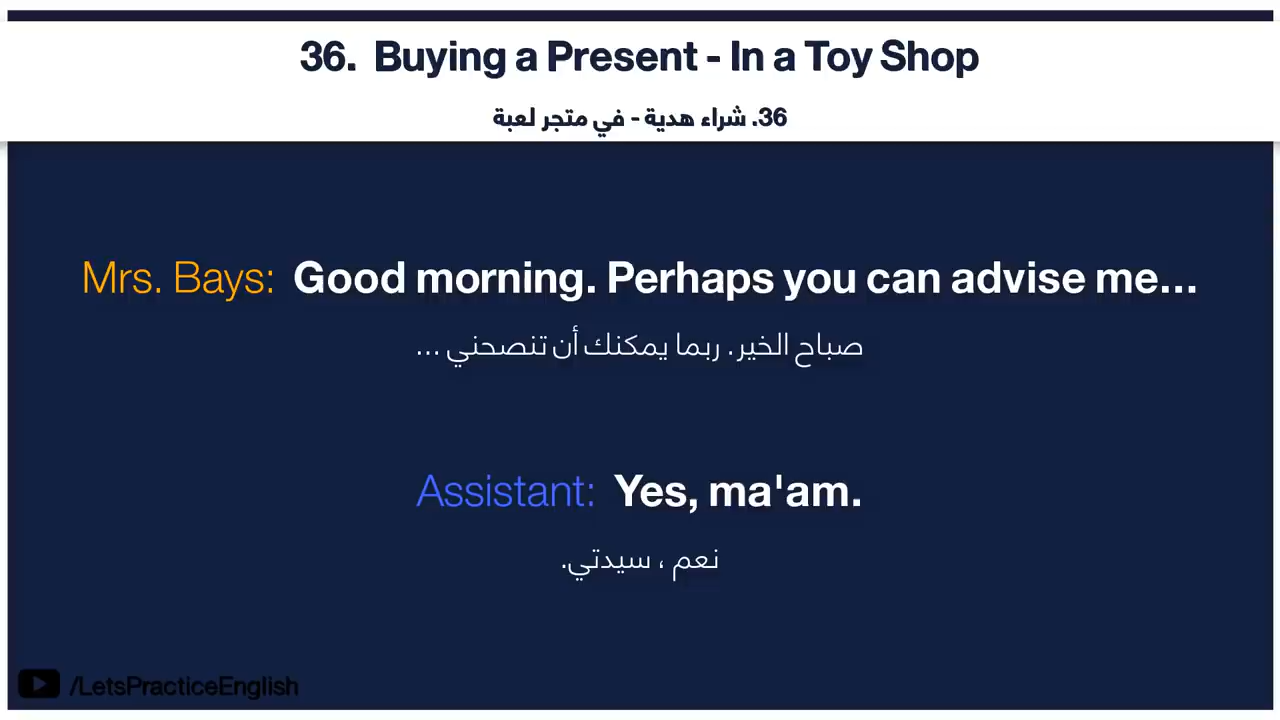 36. Buying a Present - In a Toy Shop
36. شراء هدية - في متجر لعبة
Mrs. Bays: Good morning. Perhaps you can advise me...
صباح الخير. ربما يمكنك أن تنصحني ...
Assistant: Yes, ma'am.
نعم ، سيدتي.
/LetsPracticeEnglish